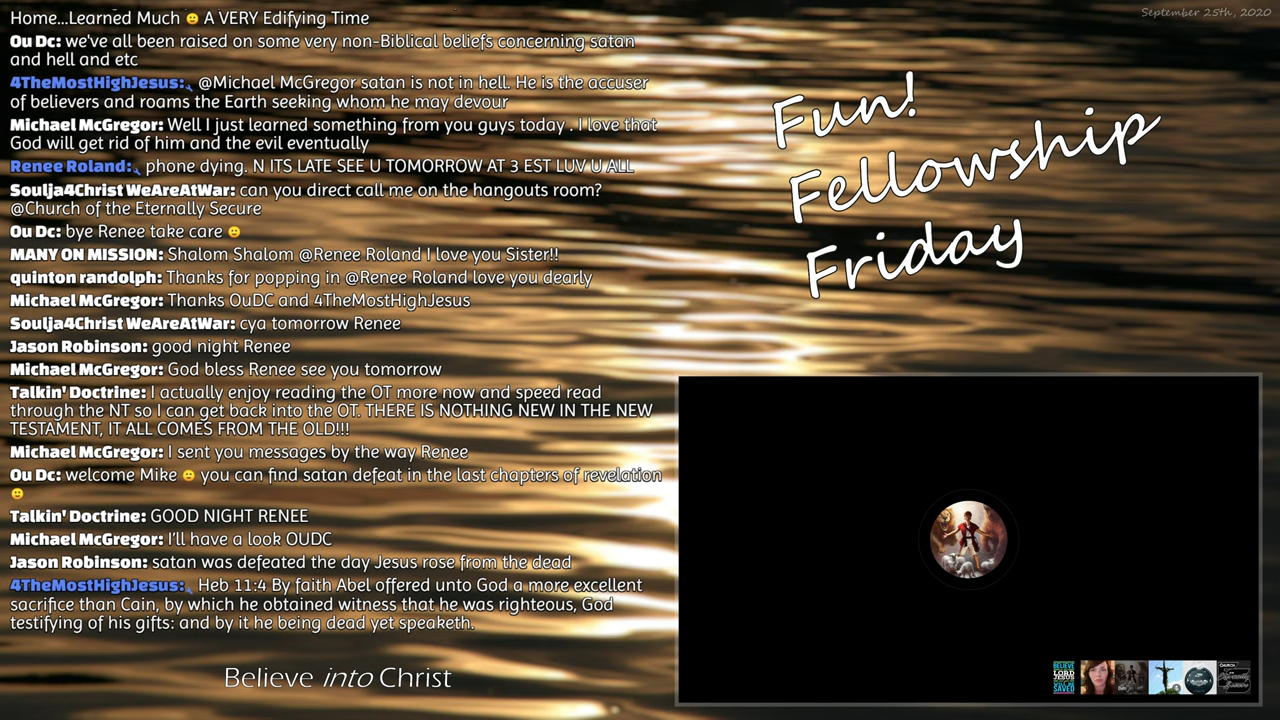 September 25th, 2020
Home...Learned Much 🙂 A VERY Edifying Time
Ou Dc: we've all been raised on some very non-Biblical beliefs concerning satan
and hell and etc
4TheMostHighJesus: @Michael McGregor satan is not in hell. He is the accuser
of believers and roams the Earth seeking whom he may devour
Michael McGregor: Well I just learned something from you guys today . I love that
God will get rid of him and the evil eventually
Renee Roland: phone dying. N ITS LATE SEE U TOMORROW AT 3 EST LUV U ALL
Soulja4Christ WeAreAtWar: can you direct call me on the hangouts room?
@Church of the Eternally Secure
Ou Dc: bye Renee take care 🙂
MANY ON MISSION: Shalom Shalom @Renee Roland I love you Sister!!
quinton randolph: Thanks for popping in @Renee Roland love you dearly
Michael McGregor: Thanks OuDC and 4TheMostHighJesus
Soulja4Christ WeAreAtWar: cya tomorrow Renee
Jason Robinson: good night Renee
Michael McGregor: God bless Renee see you tomorrow
Talkin' Doctrine: I actually enjoy reading the OT more now and speed read
through the NT so I can get back into the OT. THERE IS NOTHING NEW IN THE NEW
TESTAMENT, IT ALL COMES FROM THE OLD!!!
Michael McGregor: I sent you messages by the way Renee
Ou Dc: welcome Mike 🙂 you can find satan defeat in the last chapters of revelation
🙂
Talkin' Doctrine: GOOD NIGHT RENEE
Michael McGregor: I'll have a look OUDC
Jason Robinson: satan was defeated the day Jesus rose from the dead
4TheMostHighJesus: Heb 11:4 By faith Abel offered unto God a more excellent
sacrifice than Cain, by which he obtained witness that he was righteous, God
testifying of his gifts: and by it he being dead yet speaketh.
Believe into Christ
Fun!
Fellowship
Friday
BELIEVE
LORD
JESUS
SAVED
CHURCH
Eternally